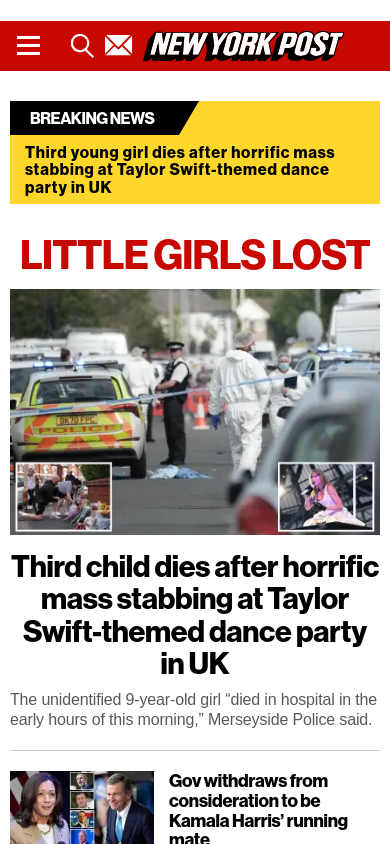 NEW YORK POST
BREAKING NEWS
Third young girl dies after horrific mass
stabbing at Taylor Swift-themed dance
party in UK
LITTLE GIRLS LOST
POLICE
Third child dies after horrific
mass stabbing at Taylor
Swift-themed dance party
in UK
The unidentified 9-year-old girl “died in hospital in the
early hours of this morning,” Merseyside Police said.
Gov withdraws from
consideration to be
Kamala Harris’ running
mate